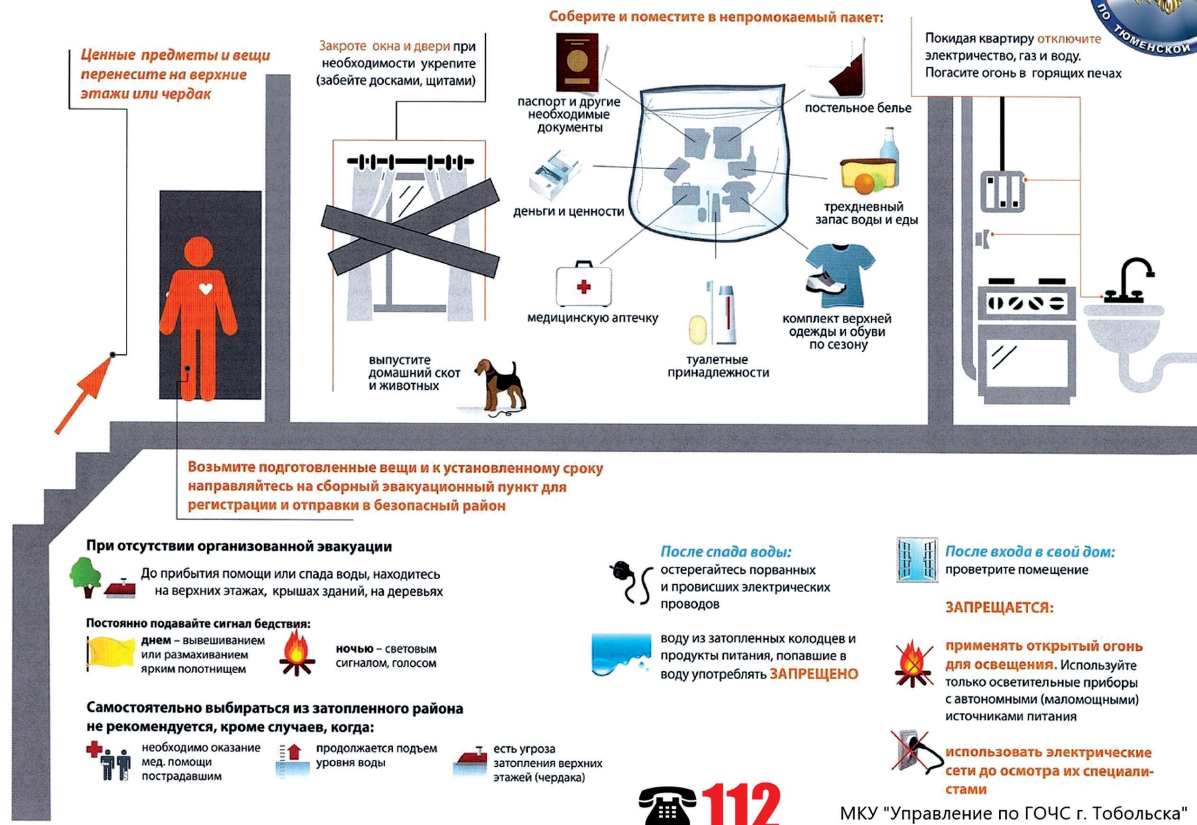 Соберите и поместите в непромокаемый пакет:
ПО ТЮМЕНСКОЙ
Ценные предметы и вещи
перенесите на верхние
этажи или чердак
Закроте окна и двери при
необходимости укрепите
(забейте досками, щитами)
паспорт и другие
необходимые
документы
постельное белье
деньги и ценности
трехдневный
запас воды и еды
медицинскую аптечку
туалетные
принадлежности
комплект верхней
одежды и обуви
по сезону
Покидая квартиру отключите
электричество, газ и воду.
Погасите огонь в горящих печах
выпустите
домашний скот
и животных
Возьмите подготовленные вещи и к установленному сроку
направляйтесь на сборный эвакуационный пункт для
регистрации и отправки в безопасный район
При отсутствии организованной эвакуации
До прибытия помощи или спада воды, находитесь
на верхних этажах, крышах зданий, на деревьях
Постоянно подавайте сигнал бедствия:
днем – вывешиванием
или размахиванием
ярким полотнищем
ночью – световым
сигналом, голосом
Самостоятельно выбираться из затопленного района
не рекомендуется, кроме случаев, когда:
необходимо оказание
мед. помощи
пострадавшим
продолжается подъем
уровня воды
есть угроза
затопления верхних
этажей (чердака)
После спада воды:
остерегайтесь порванных
и провисших электрических
проводов
воду из затопленных колодцев и
продукты питания, попавшие в
воду употреблять ЗАПРЕЩЕНО
После входа в свой дом:
проветрите помещение
ЗАПРЕЩАЕТСЯ:
применять открытый огонь
для освещения. Используйте
только осветительные приборы
с автономными (маломощными)
источниками питания
использовать электрические
сети до осмотра их специали-
стами
112
МКУ "Управление по ГОЧС г. Тобольска"